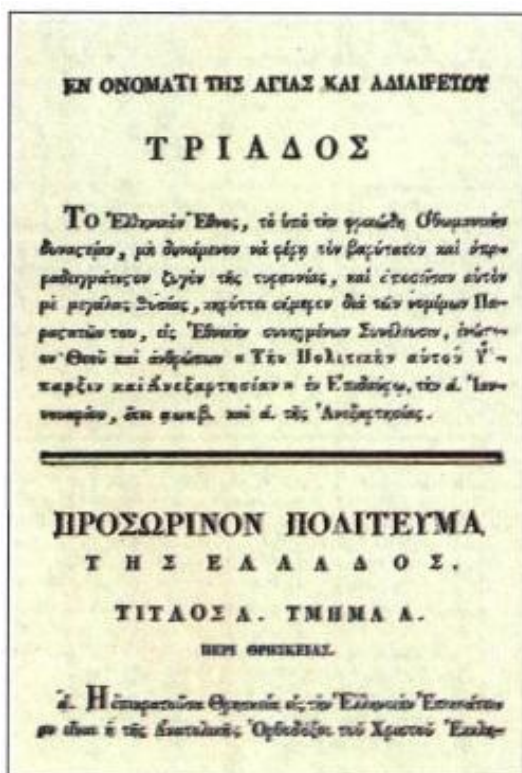 ΕΝ ΟΝΟΜΑΤΙ ΤΗΣ ΑΓΙΑΣ ΚΑΙ ΑΔΙΑΙΡΕΤΟΥ
ΤΡΙΑΔΟΣ
Το Ἑλληνικὸν Ἔθνος, τὸ ὑπὸ τὴν φρικώδη Ὀθωμανικὴν
δυναστείαν, μὴ δυνάμενον νὰ φέρῃ τὸν βαρύτατον καὶ ἀπα-
ραδειγμάτιστον ζυγὸν τῆς τυραννίας, καὶ ἀποσεῖσαν αὐτὸν
μὲ μεγάλας θυσίας, κηρύττει σήμερον διὰ τῶν νομίμων Πα-
ραστατῶν του, εἰς Ἐθνικὴν συνηγμένων Συνέλευσιν, ἐνώπι-
ον Θεοῦ καὶ ἀνθρώπων « Τὴν Πολιτικὴν αὐτοῦ Ὕ-
παρξιν καὶ Ἀνεξαρτησίαν » ἐν Ἐπιδαύρῳ, τὴν α. Ἰαν-
νουαρίου, ἔτει αωκβ. καὶ α. τῆς Ἀνεξαρτησίας.
ΠΡΟΣΩΡΙΝΟΝ ΠΟΛΙΤΕΥΜΑ
ΤΗΣ ΕΛΛΑΔΟΣ.
ΤΙΤΛΟΣ Α. ΤΜΗΜΑ Α.
ΠΕΡΙ ΘΡΗΣΚΕΙΑΣ.
ά. Η ἐπικρατοῦσα Θρησκεία εἰς τὴν Ἑλληνικὴν Ἐπικράτει-
αν εἶναι ἡ τῆς Ἀνατολικῆς Ὀρθοδόξου τοῦ Χριστοῦ Ἐκκλη-